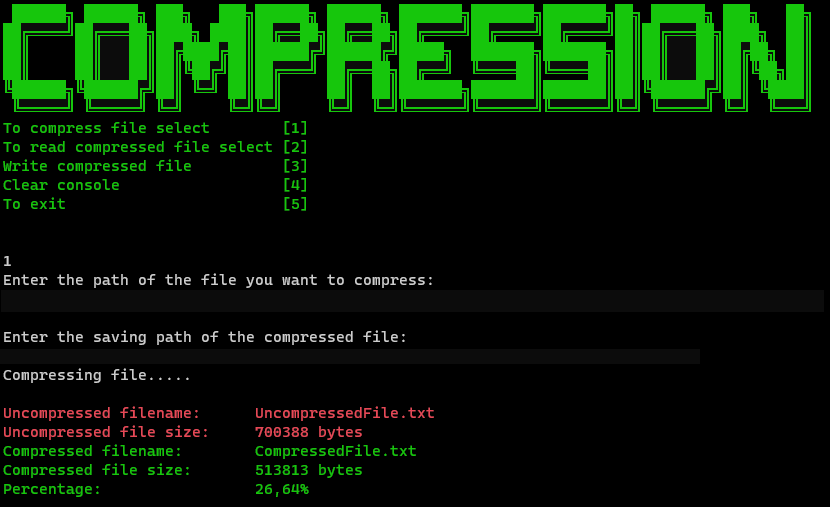 COMPRESSION
To compress file select [1]
To read compressed file select [2]
Write compressed file [3]
Clear console [4]
To exit [5]
1
Enter the path of the file you want to compress:
Enter the saving path of the compressed file:
Compressing file.....
Uncompressed filename: UncompressedFile.txt
Uncompressed file size: 700388 bytes
Compressed filename: CompressedFile.txt
Compressed file size: 513813 bytes
Percentage: 26,64%